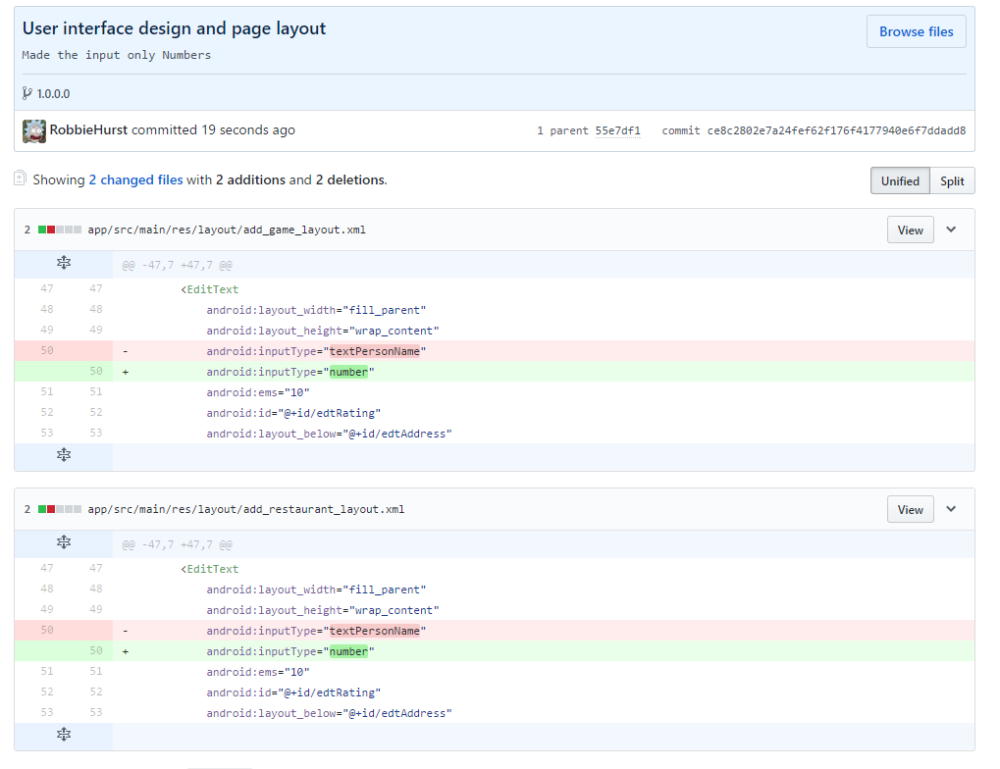 User interface design and page layout
Browse files
Made the input only Numbers
1.0.0.0
RobbieHurst committed 19 seconds ago 1 parent 55e7df1 commit ce8c2802e7a24fef62f176f4177940e6f7ddadd8
Showing 2 changed files with 2 additions and 2 deletions.
Unified Split
2 app/src/main/res/layout/add_game_layout.xml View
@@ -47,7 +47,7 @@
47 47 <EditText
48 48 android:layout_width="fill_parent"
49 49 android:layout_height="wrap_content"
50 - android:inputType="textPersonName"
50 + android:inputType="number"
51 51 android:ems="10"
52 52 android:id="@+id/edtRating"
53 53 android:layout_below="@+id/edtAddress"
2 app/src/main/res/layout/add_restaurant_layout.xml View
@@ -47,7 +47,7 @@
47 47 <EditText
48 48 android:layout_width="fill_parent"
49 49 android:layout_height="wrap_content"
50 - android:inputType="textPersonName"
50 + android:inputType="number"
51 51 android:ems="10"
52 52 android:id="@+id/edtRating"
53 53 android:layout_below="@+id/edtAddress"